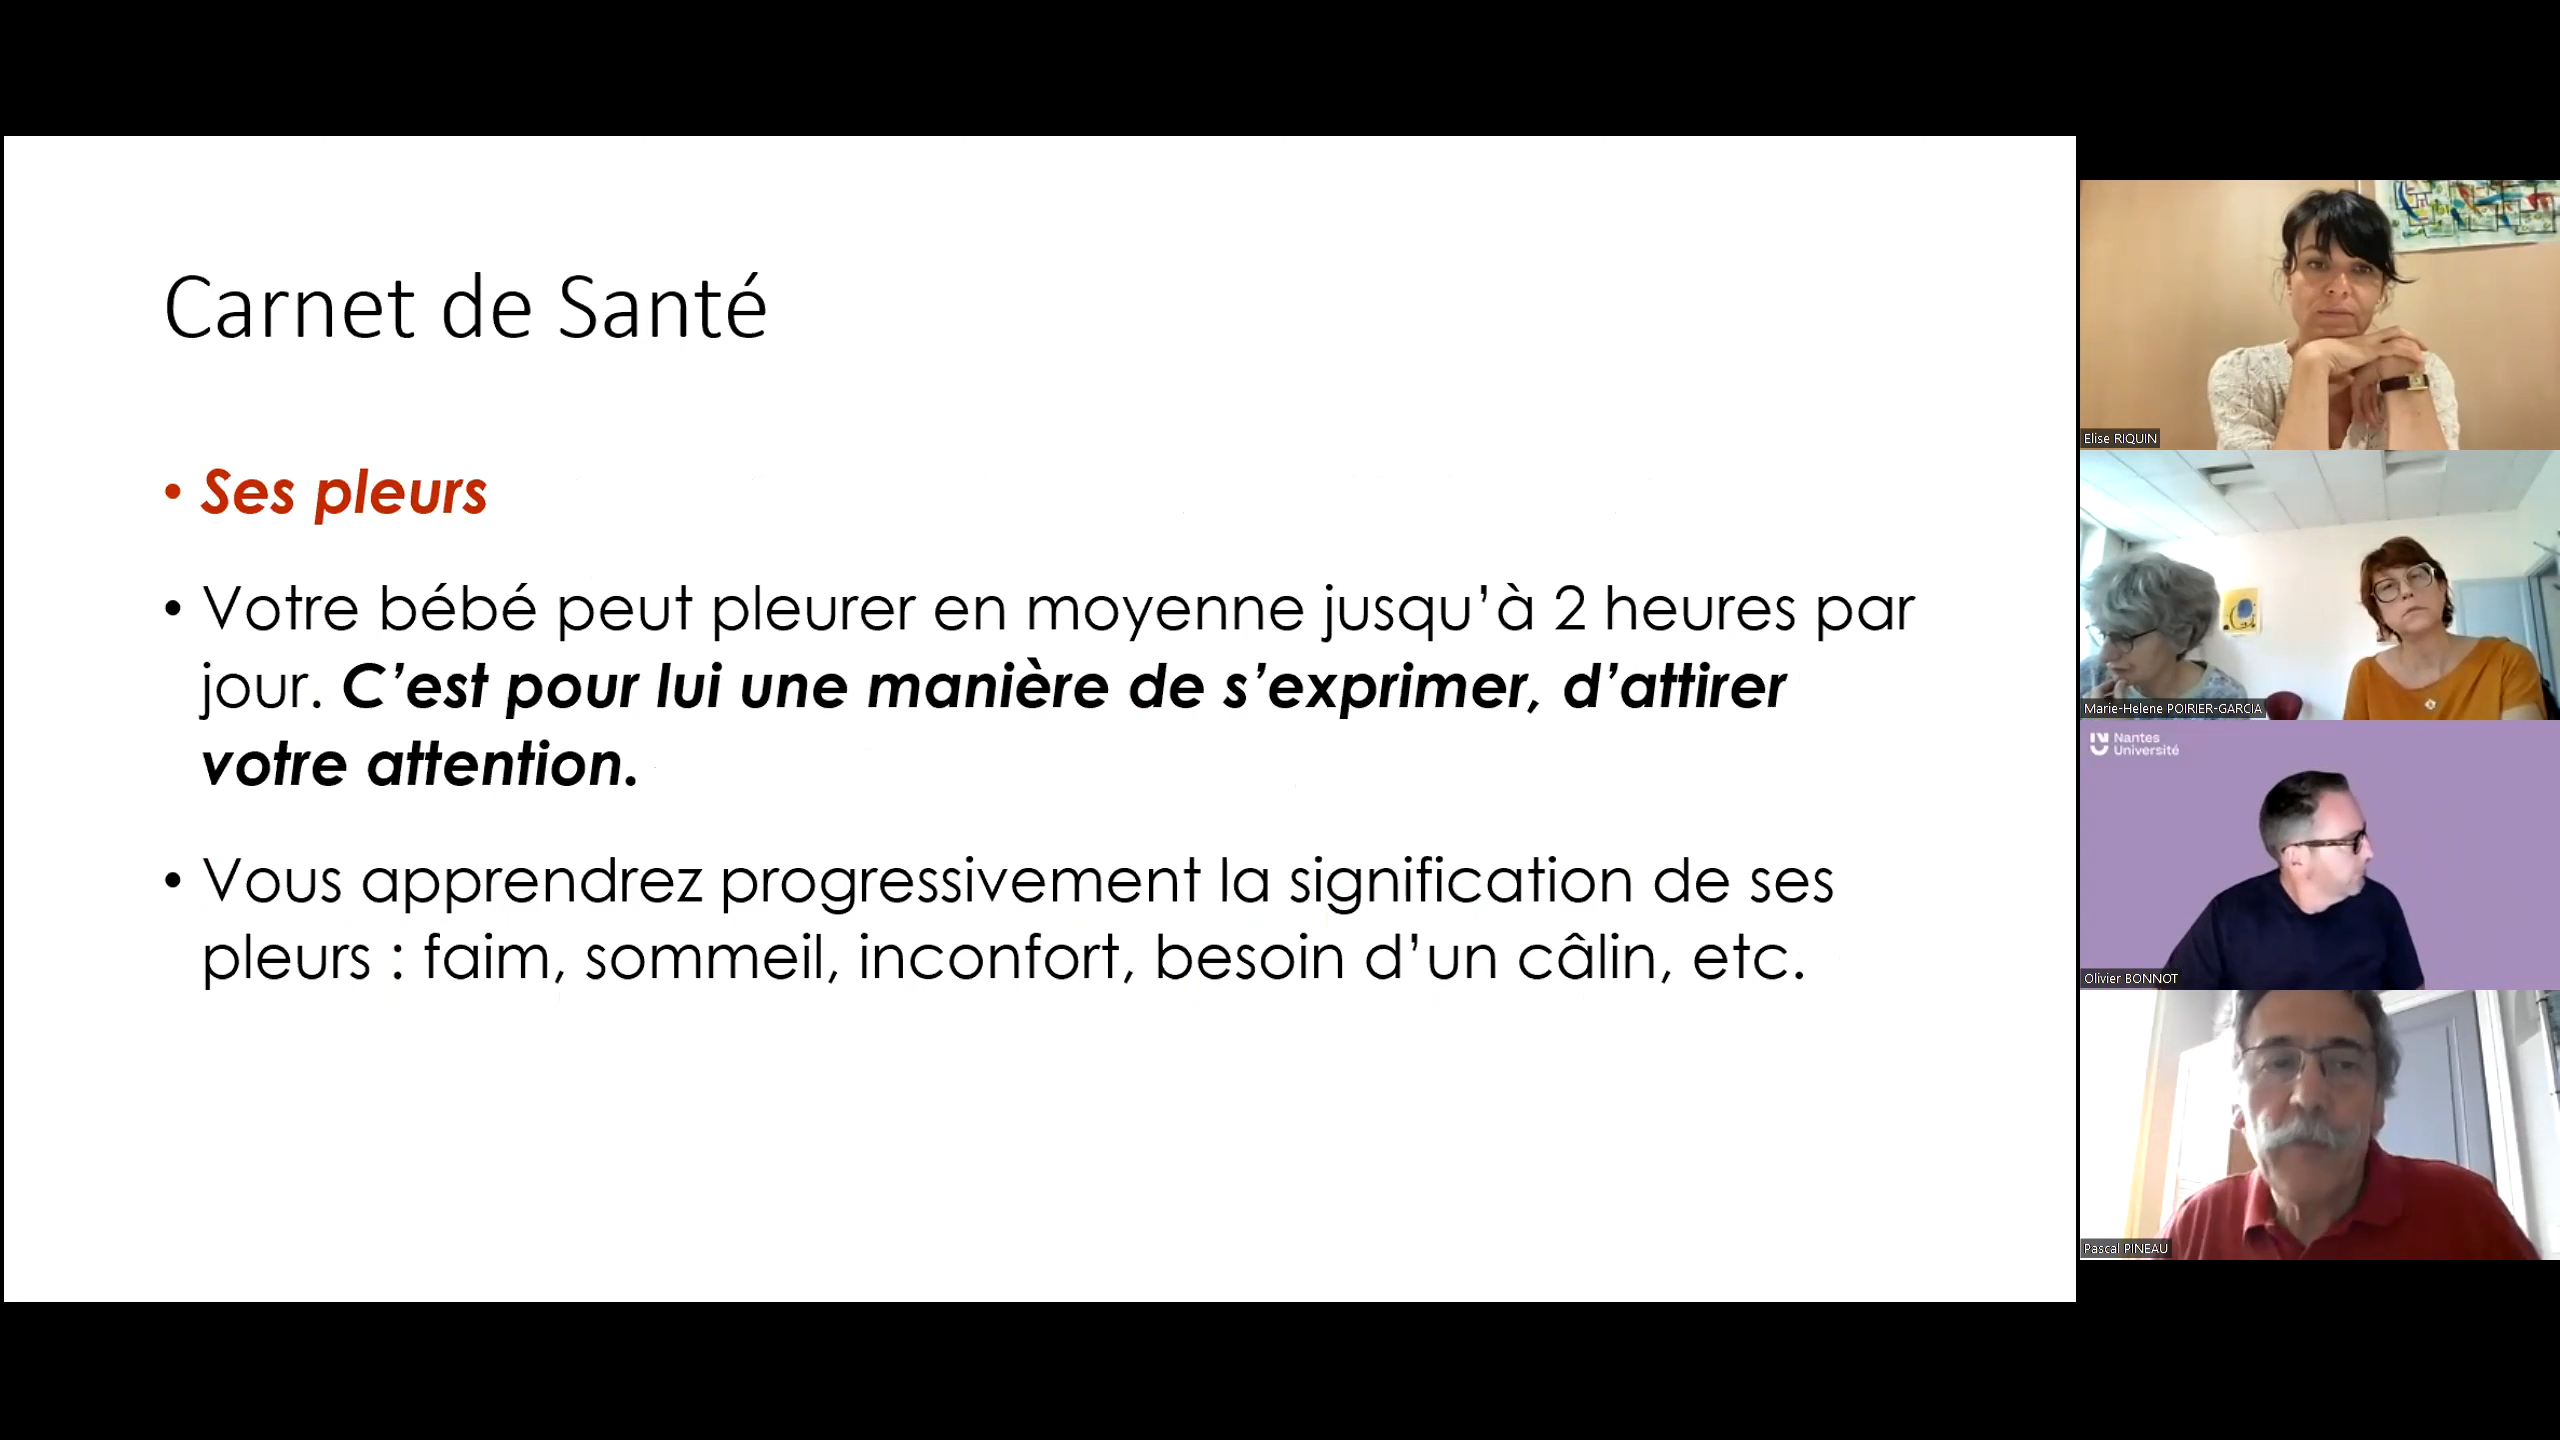 Carnet de Santé
• Ses pleurs
• Votre bébé peut pleurer en moyenne jusqu’à 2 heures par
jour. C’est pour lui une manière de s’exprimer, d’attirer
votre attention.
• Vous apprendrez progressivement la signification de ses
pleurs : faim, sommeil, inconfort, besoin d’un câlin, etc.
Elise RIQUIN
Marie-Helene POIRIER-GARCIA
Nantes
Université
Olivier BONNOT
Pascal PINEAU